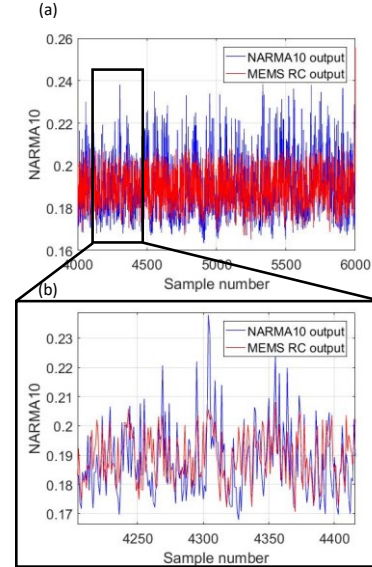 (a)
0.26
0.24
0.22
0.2
0.18
0.16
NARMA10
NARMA10 output
MEMS RC output
4000 4500 5000 5500 6000
Sample number
(b)
0.23
0.22
0.21
0.2
0.19
0.18
0.17
NARMA10
NARMA10 output
MEMS RC output
4250 4300 4350 4400
Sample number